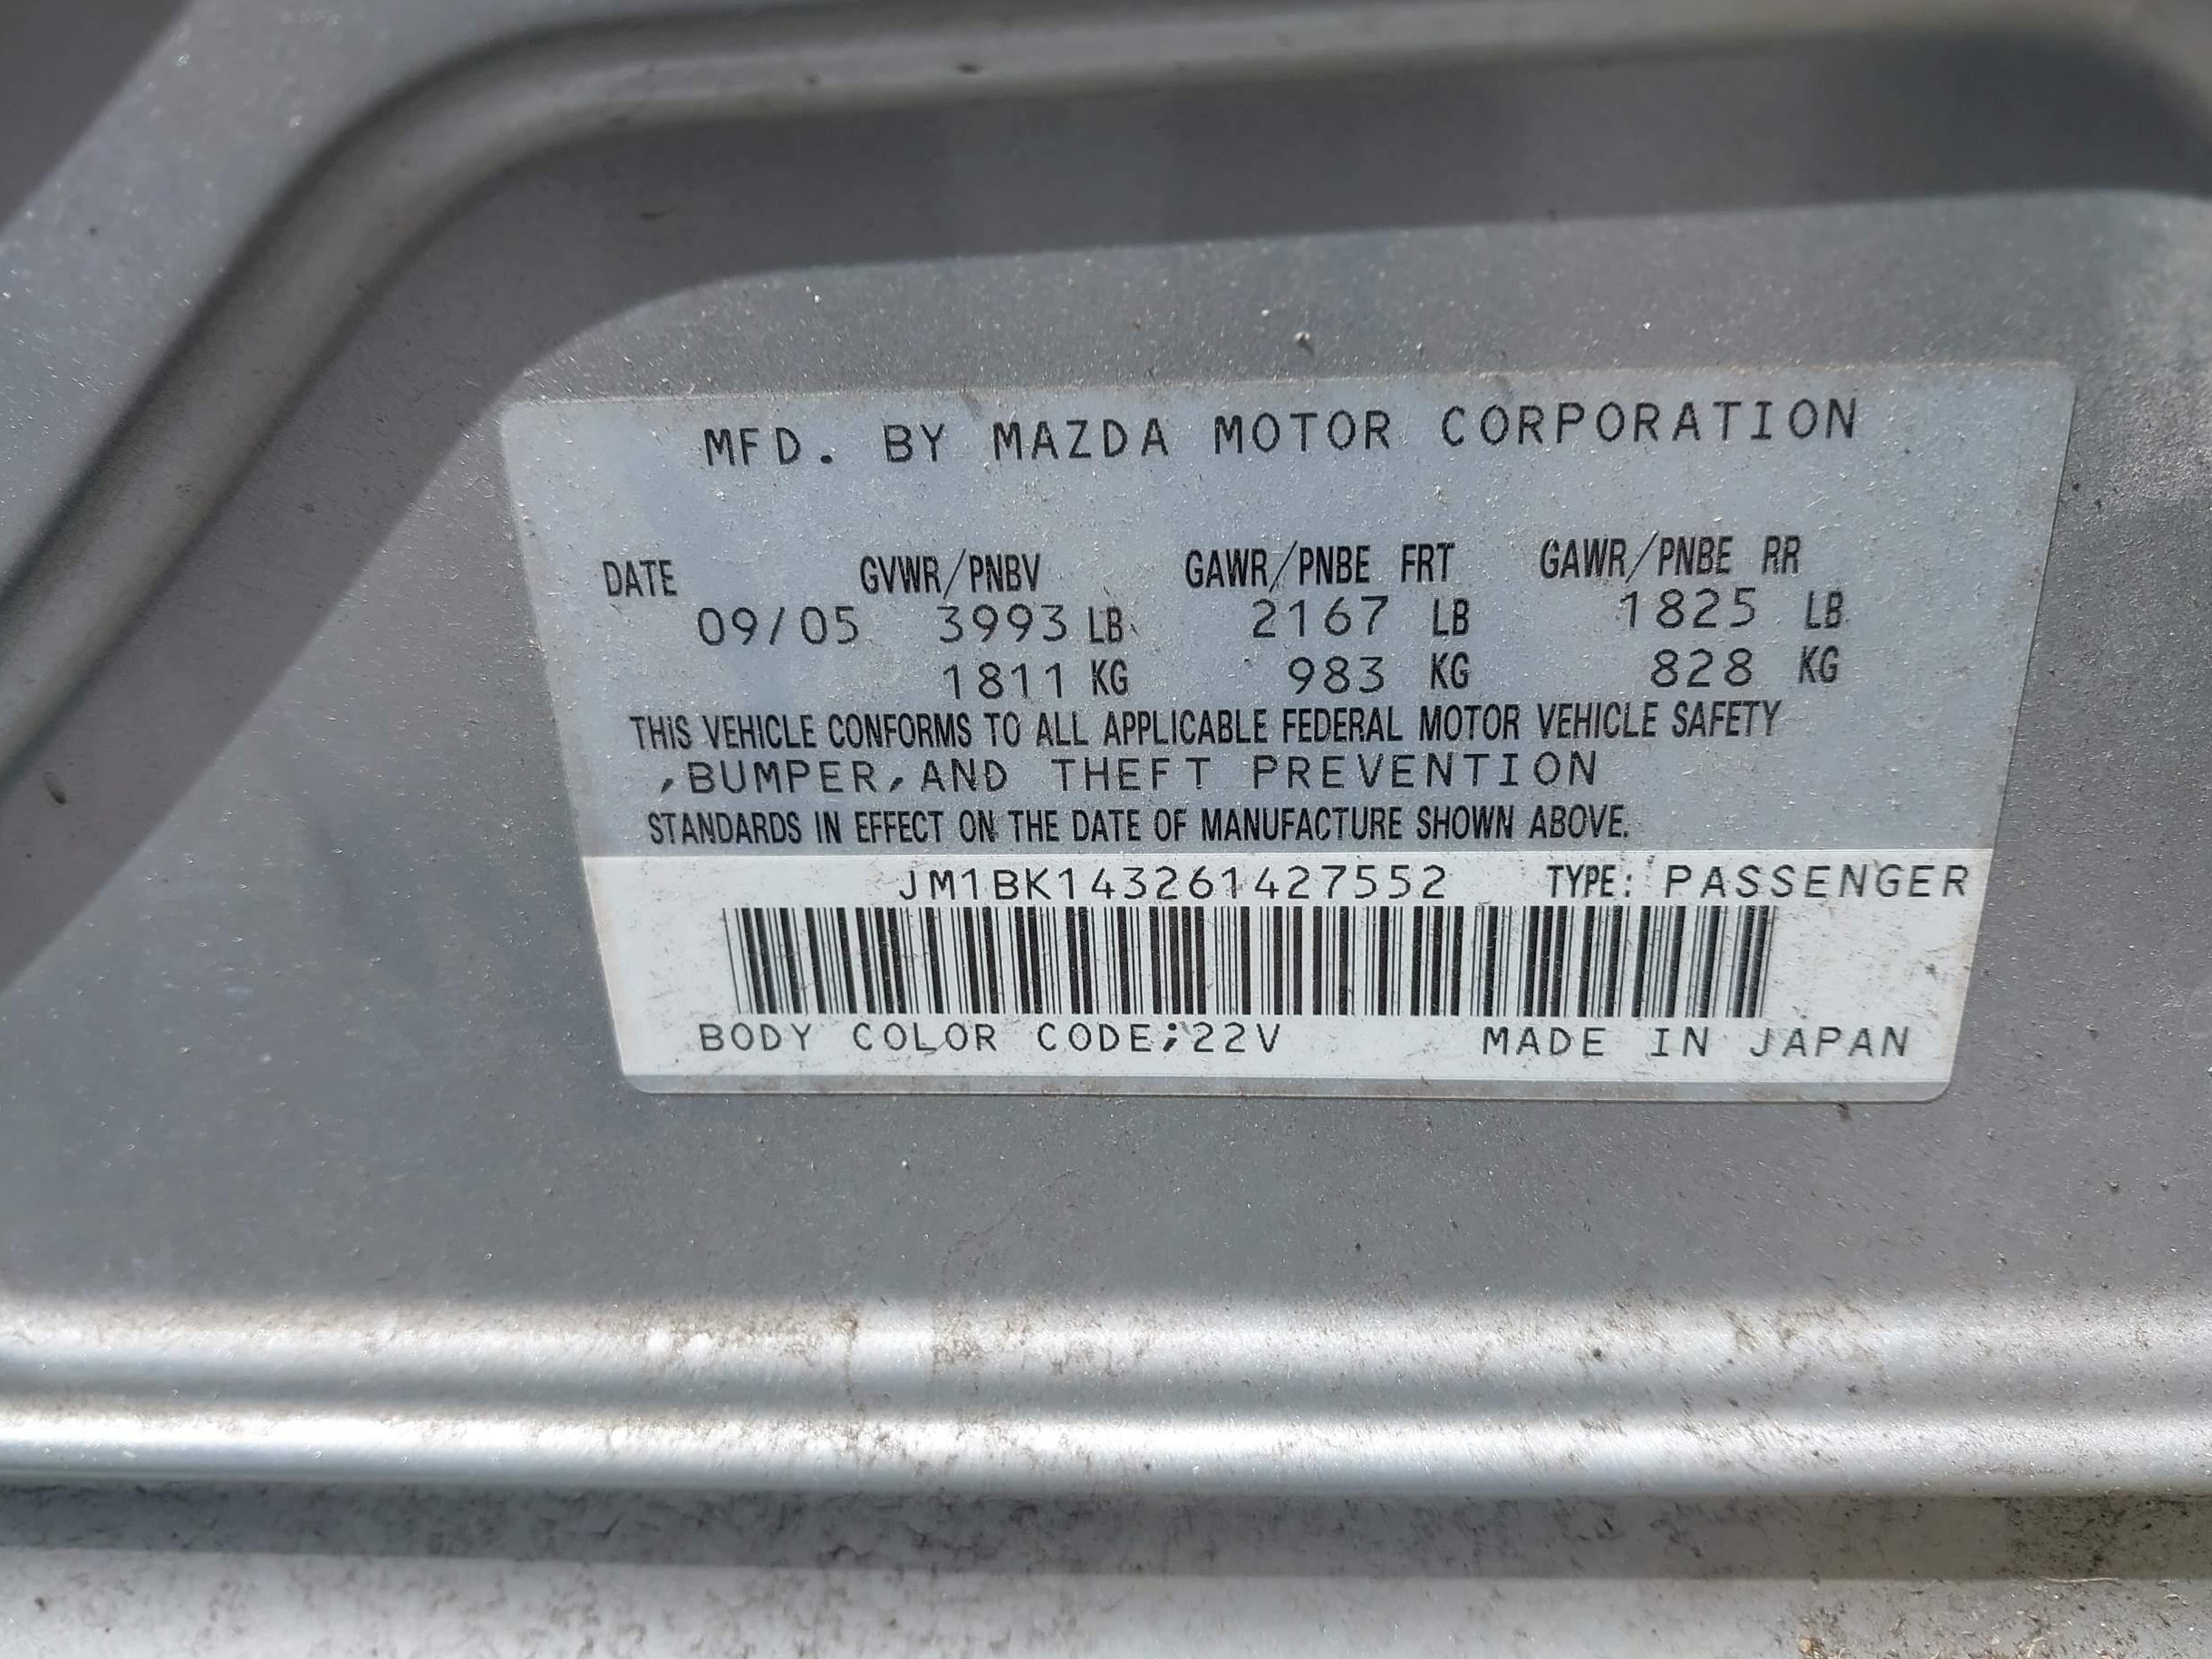 MFD. BY MAZDA MOTOR CORPORATION
DATE GVWR/PNBV GAWR/PNBE FRT GAWR/PNBE RR
09/05 3993 LB 2167 LB 1825 LB
1811 KG 983 KG 828 KG
THIS VEHICLE CONFORMS TO ALL APPLICABLE FEDERAL MOTOR VEHICLE SAFETY
,BUMPER,AND THEFT PREVENTION
STANDARDS IN EFFECT ON THE DATE OF MANUFACTURE SHOWN ABOVE.
JM1BK143261427552 TYPE: PASSENGER
BODY COLOR CODE;22V MADE IN JAPAN